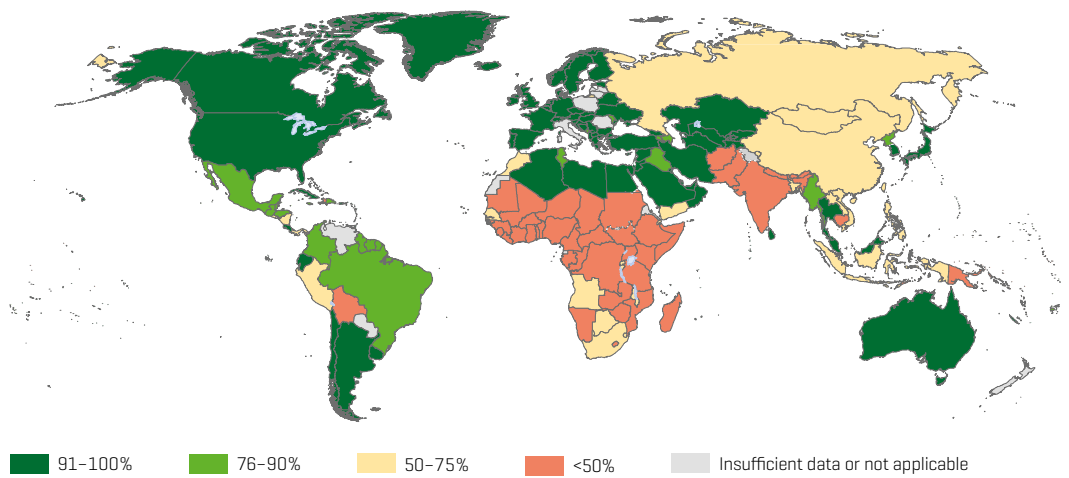 91–100%
76–90%
50–75%
<50%
Insufficient data or not applicable